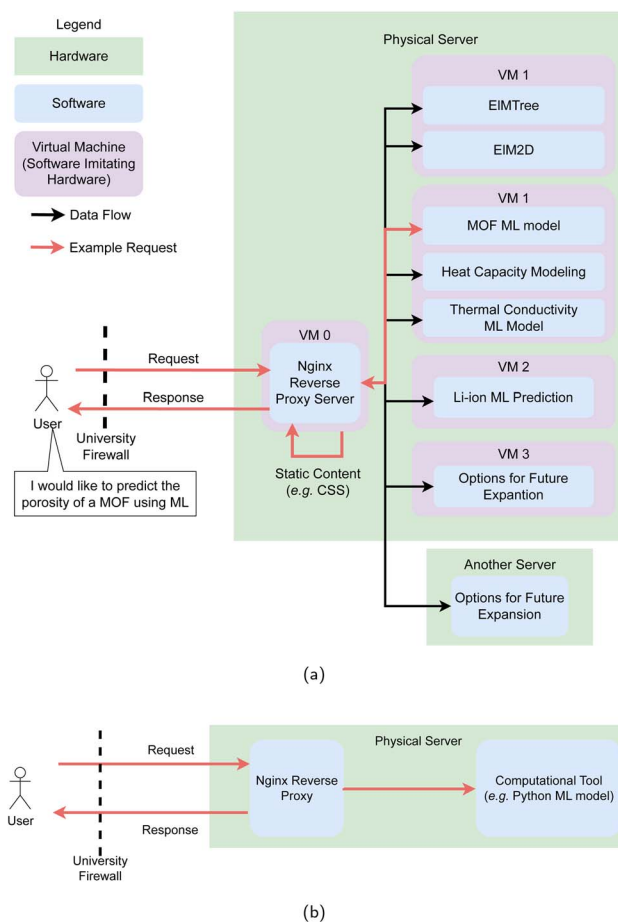 Legend
Hardware
Software
Virtual Machine
(Software Imitating
Hardware)
Data Flow
Example Request
Physical Server
VM 1
ElMTree
ElM2D
VM 1
MOF ML model
Heat Capacity Modeling
Thermal Conductivity
ML Model
VM 0
Nginx
Reverse
Proxy Server
Request
Response
User
University
Firewall
I would like to predict the
porosity of a MOF using ML
Static Content
(e.g. CSS)
VM 2
Li-ion ML Prediction
VM 3
Options for Future
Expantion
Another Server
Options for Future
Expansion
(a)
Physical Server
Request
Nginx Reverse
Proxy
Computational Tool
(e.g. Python ML model)
User
Response
University
Firewall
(b)